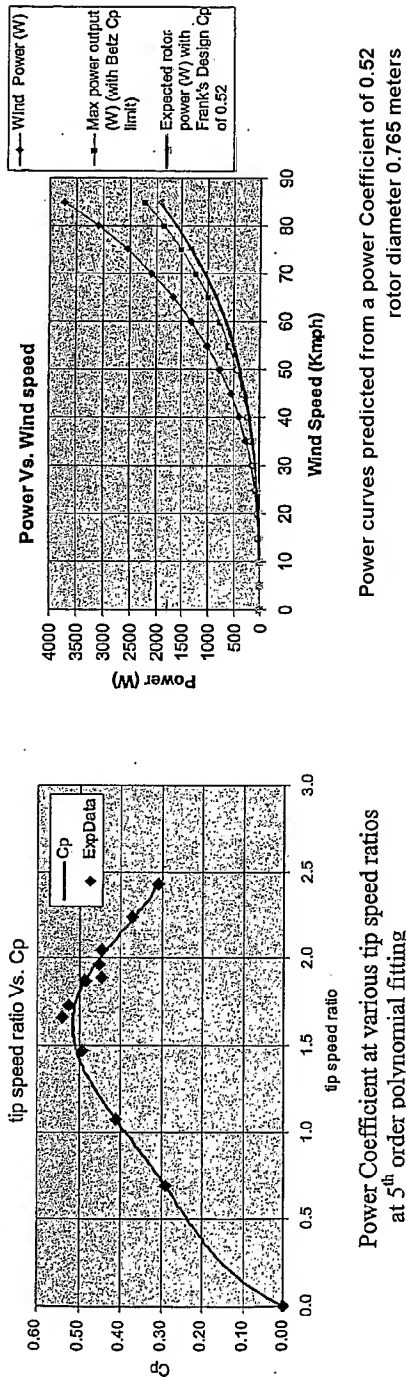 tip speed ratio Vs. Cp
Cp
0.60
0.50
0.40
0.30
0.20
0.10
0.00
0.0
0.5
1.0
1.5
2.0
2.5
3.0
tip speed ratio
Cp
ExpData
Power Coefficient at various tip speed ratios
at 5th order polynomial fitting
Power Vs. Wind speed
Power (W)
4000
3500
3000
2500
2000
1500
1000
500
0
0
10
20
30
40
50
60
70
80
90
Wind Speed (Kmph)
Wind Power (W)
Max power output
(W) (with Betz Cp
limit)
Expected rotor
power (W) with
Frank's Design Cp
of 0.52
Power curves predicted from a power Coefficient of 0.52
rotor diameter 0.765 meters